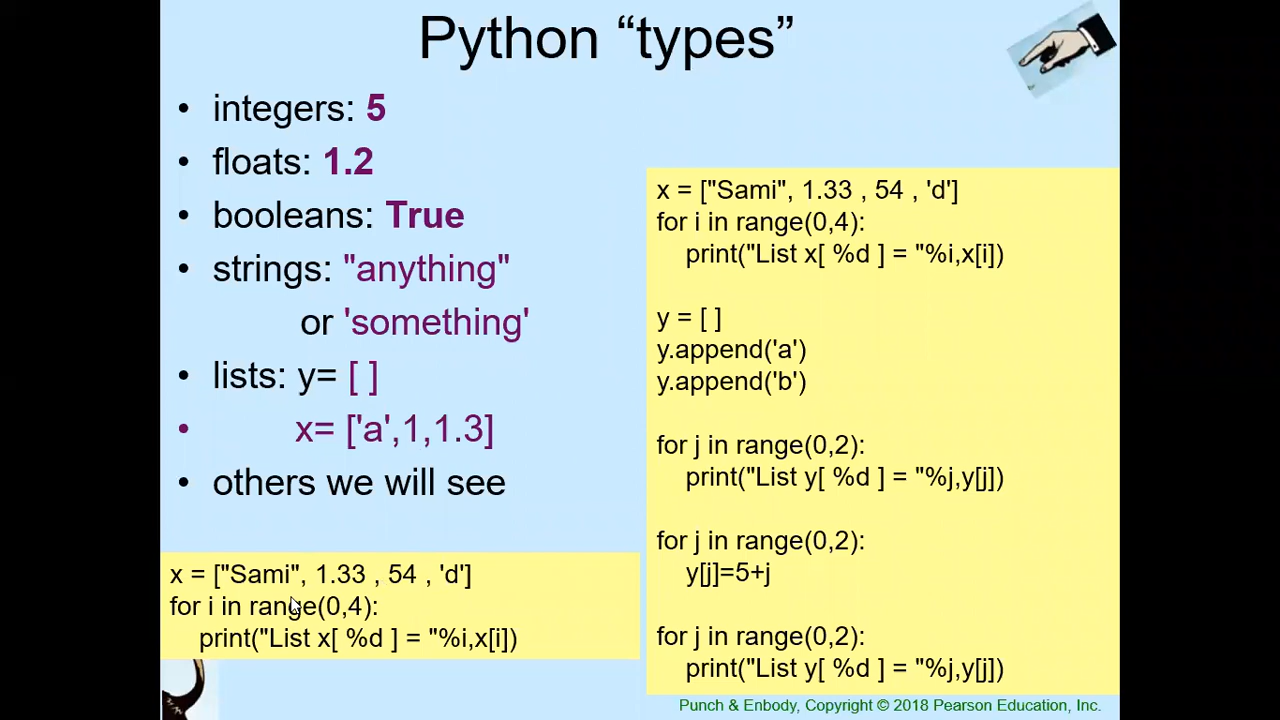 Python “types”
• integers: 5
• floats: 1.2
• booleans: True
• strings: "anything"
or 'something'
• lists: y= [ ]
• x= ['a',1,1.3]
• others we will see
x = ["Sami", 1.33 , 54 , 'd']
for i in range(0,4):
print("List x[ %d ] = "%i,x[i])
x = ["Sami", 1.33 , 54 , 'd']
for i in range(0,4):
print("List x[ %d ] = "%i,x[i])
y = [ ]
y.append('a')
y.append('b')
for j in range(0,2):
print("List y[ %d ] = "%j,y[j])
for j in range(0,2):
y[j]=5+j
for j in range(0,2):
print("List y[ %d ] = "%j,y[j])
Punch & Enbody, Copyright © 2018 Pearson Education, Inc.